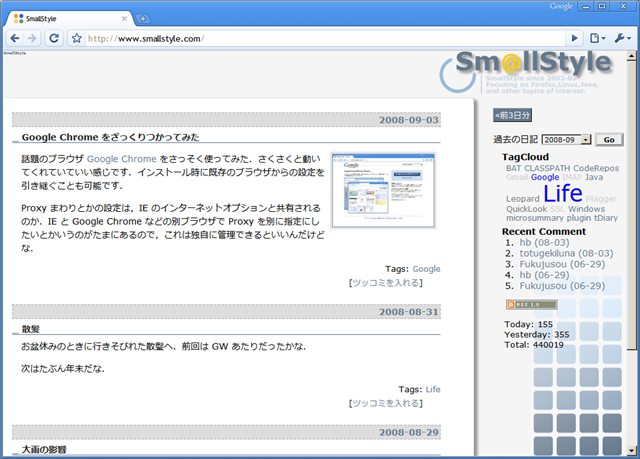 Google
SmallStyle
http://www.smallstyle.com/
SmallStyle
Sm@llStyle
SmallStyle since 2003-01
Focusing on Firefox,Linux,Java,
and other topics of interest.
2008-09-03
Google Chrome をざっくりつかってみた
話題のブラウザ Google Chrome をさっそく使ってみた．さくさくと動い
てくれていていい感じです．インストール時に既存のブラウザからの設定を
引き継ぐことも可能です．
Proxy まわりとかの設定は，IE のインターネットオプションと共有される
のか．IE と Google Chrome などの別ブラウザで Proxy を別に指定にし
たいとかいうのがたまにあるので，これは独自に管理できるといいんだけど
な．
Tags: Google
[ツッコミを入れる]
2008-08-31
散髪
お盆休みのときに行きそびれた散髪へ．前回は GW あたりだったかな．
次はたぶん年末だな．
Tags: Life
[ツッコミを入れる]
2008-08-29
大雨の影響
«前3日分
過去の日記 2008-09 Go
TagCloud
BAT CLASSPATH CodeRepos
Gmail Google IMAP Java
Leopard Life Plagger
QuickLook SSL Windows
microsummary plugin tDiary
Recent Comment
1. hb (08-03)
2. totugekiluna (08-03)
3. Fukujusou (06-29)
4. hb (06-29)
5. Fukujusou (06-29)
RSS 1.0
Today: 155
Yesterday: 355
Total: 440019